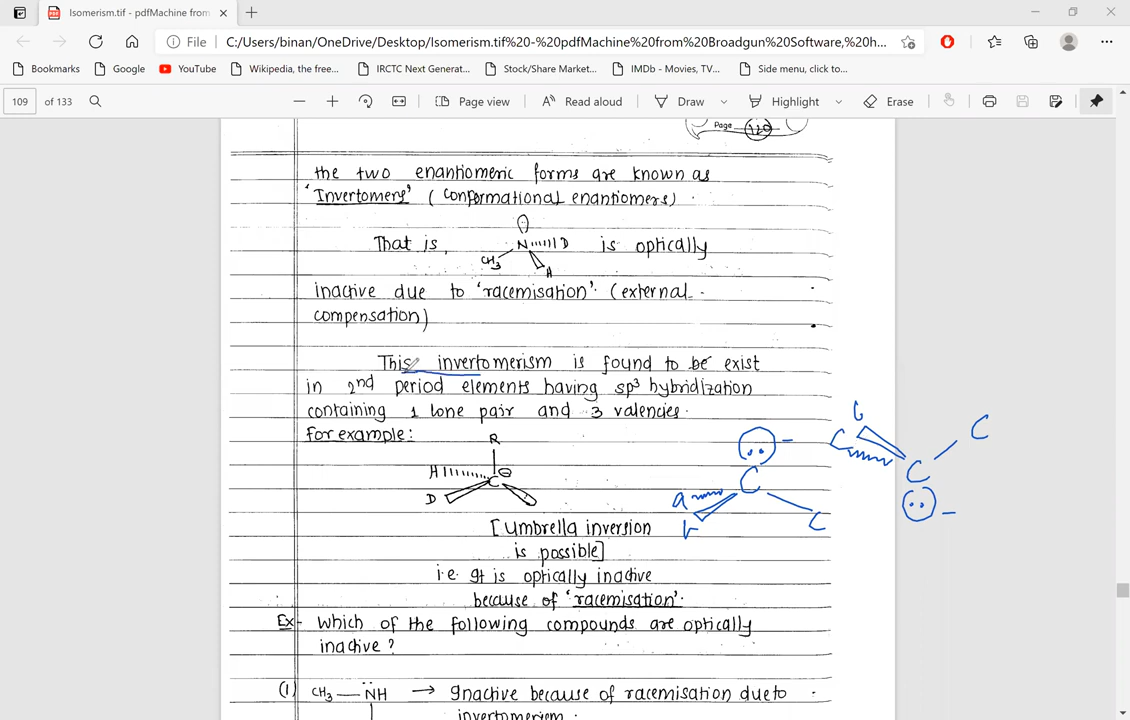 Isomerism.tif - pdfMachine from
File
C:/Users/binan/OneDrive/Desktop/Isomerism.tif%20-%20pdfMachine%20from%20Broadgun%20Software,%20h...
Bookmarks
Google
YouTube
Wikipedia, the free...
IRCTC Next Generat...
Stock/Share Market...
IMDb - Movies, TV...
Side menu, click to...
109 of 133
Page view
Read aloud
Draw
Highlight
Erase
Page 120
the two enantiomeric forms are known as
'Invertomers' (conformational enantiomers).
That is, CH3 N D H is optically
inactive due to 'racemisation'. (external
compensation)
This invertomerism is found to be exist
in 2nd period elements having sp3 hybridization
containing 1 lone pair and 3 valencies.
For example:
R
H C ⊖
D
a b C – C
b C C – C
[umbrella inversion
is possible]
i.e. It is optically inactive
because of 'racemisation'.
Ex- Which of the following compounds are optically
inactive?
(1) CH3 — N̈H → Inactive because of racemisation due to
invertomerism.